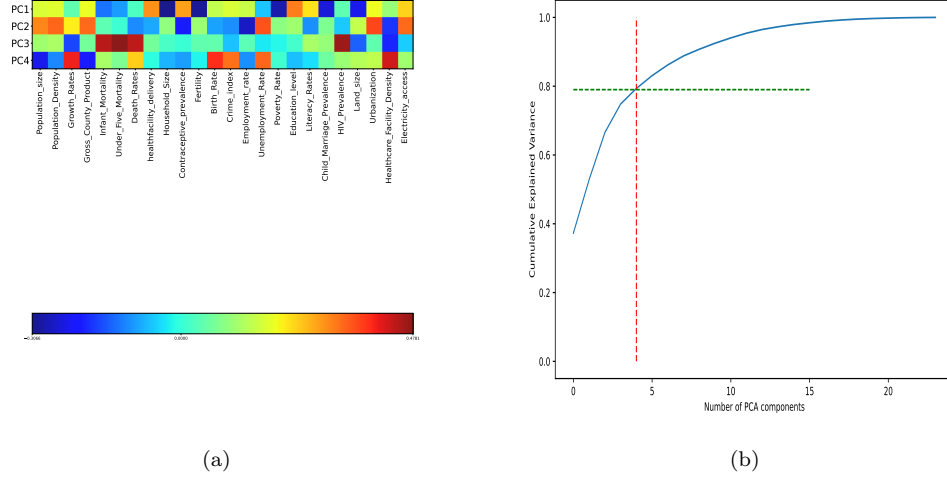 PC1
PC2
PC3
PC4
Population_size
Population_Density
Growth_Rates
Gross_County_Product
Infant_Mortality
Under_Five_Mortality
Death_Rates
healthfacility_delivery
Household_Size
Contraceptive_prevalence
Fertility
Birth_Rate
Crime_Index
Employment_rate
Unemployment_Rate
Poverty_Rate
Education_level
Literacy_Rates
Child_Marriage_Prevalence
HIV_Prevalence
Land_size
Urbanization
Healthcare_Facility_Density
Electricity_access
−0.3066
0.0000
0.4781
(a)
Cumulative Explained Variance
1.0
0.8
0.6
0.4
0.2
0.0
0
5
10
15
20
Number of PCA components
(b)